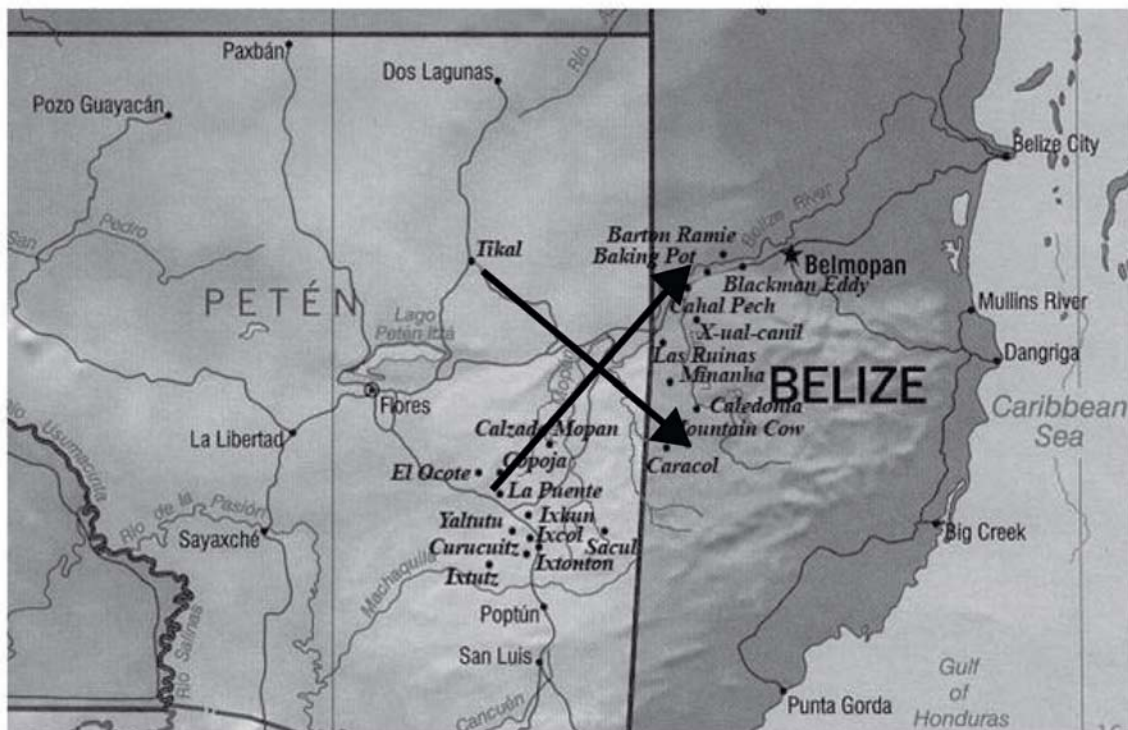 Paxbán
Dos Lagunas
Río
Pozo Guayacán
Belize City
San Pedro
Tikal
Barton Ramie
Belize River
Baking Pot
Belmopan
Blackman Eddy
PETÉN
Cahal Pech
Mullins River
Lago
Petén Itzá
X-ual-canil
Las Ruinas
Dangriga
Minanha
BELIZE
Flores
Caledonia
Caribbean
Sea
La Libertad
Calzada Mopan
Mountain Cow
Caracol
Usumacinta
El Ocote
Copoja
La Puente
Río de la Pasión
Sayaxché
Yaltutu
Ixkun
Ixcol
Sacul
Big Creek
Curucuitz
Ixtonton
Ixtutz
Machaquilá
Poptún
Río Salinas
San Luis
Cancuén
Gulf
of
Honduras
Punta Gorda